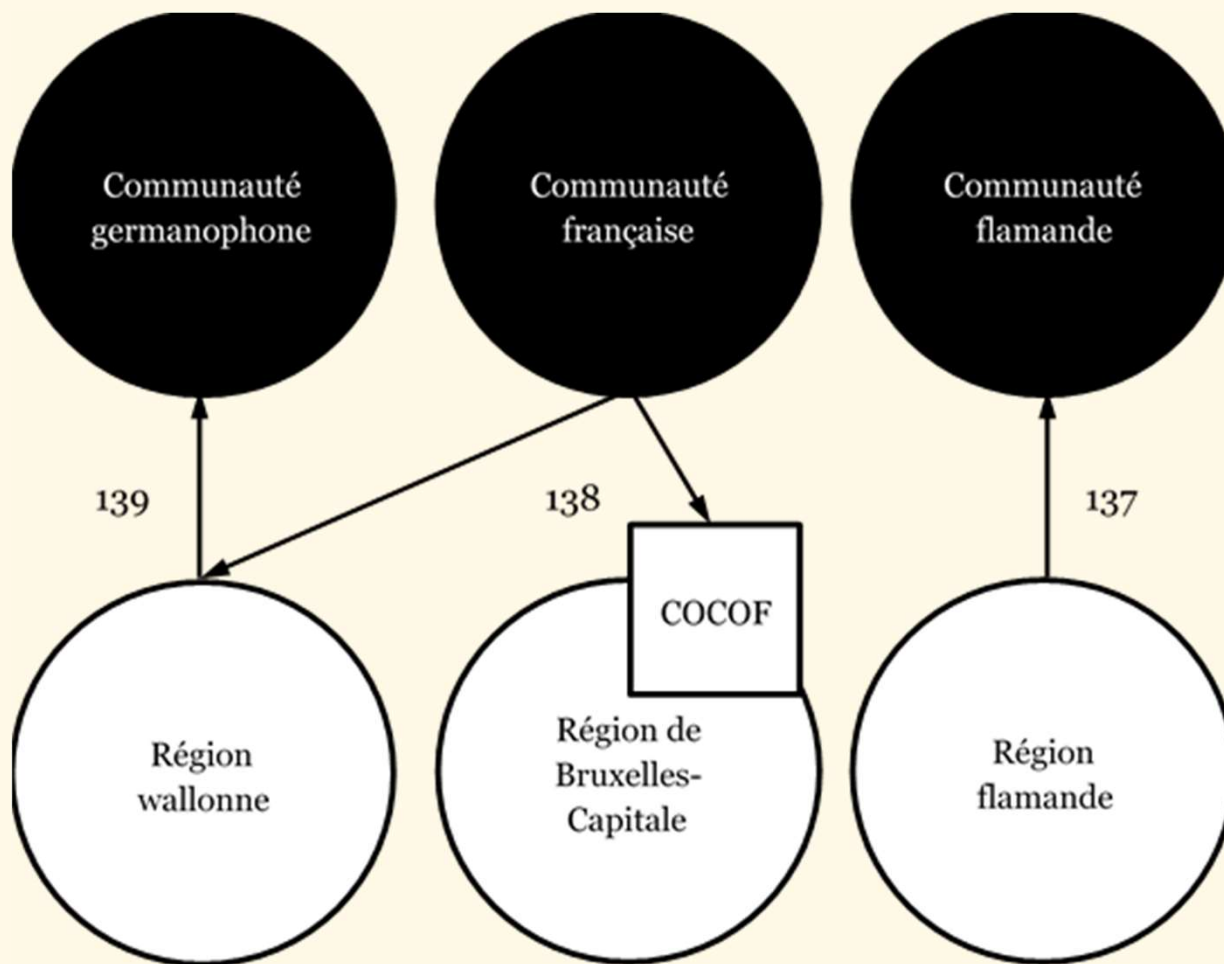 Communauté
germanophone
Communauté
française
Communauté
flamande
139
138
137
COCOF
Région
wallonne
Région de
Bruxelles-
Capitale
Région
flamande